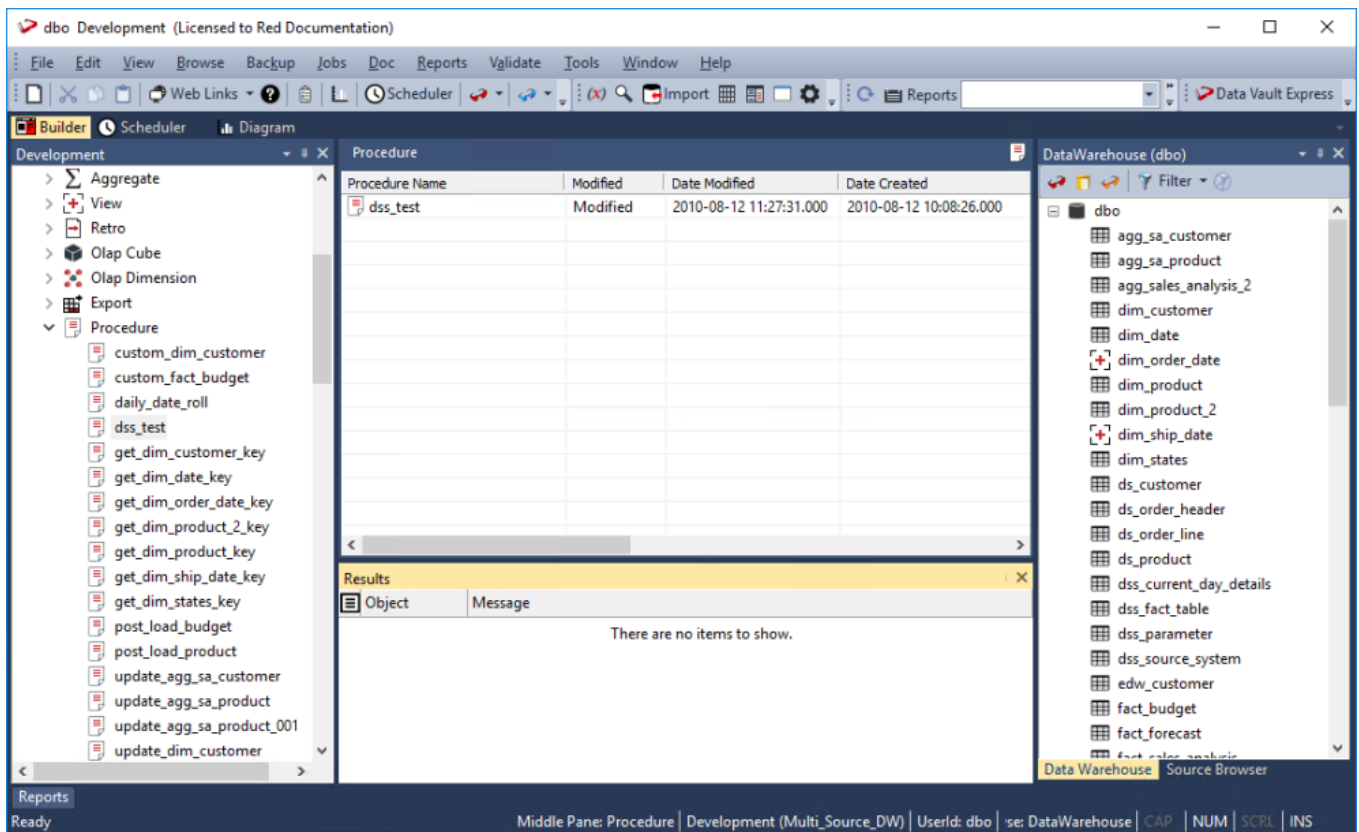 dbo Development (Licensed to Red Documentation)
File Edit View Browse Backup Jobs Doc Reports Validate Tools Window Help
Web Links Scheduler (x) Import Reports Data Vault Express
Builder Scheduler Diagram
Development
Aggregate
View
Retro
Olap Cube
Olap Dimension
Export
Procedure
custom_dim_customer
custom_fact_budget
daily_date_roll
dss_test
get_dim_customer_key
get_dim_date_key
get_dim_order_date_key
get_dim_product_2_key
get_dim_product_key
get_dim_ship_date_key
get_dim_states_key
post_load_budget
post_load_product
update_agg_sa_customer
update_agg_sa_product
update_agg_sa_product_001
update_dim_customer
Procedure
Procedure Name Modified Date Modified Date Created
dss_test Modified 2010-08-12 11:27:31.000 2010-08-12 10:08:26.000
Results
Object Message
There are no items to show.
DataWarehouse (dbo)
Filter
dbo
agg_sa_customer
agg_sa_product
agg_sales_analysis_2
dim_customer
dim_date
dim_order_date
dim_product
dim_product_2
dim_ship_date
dim_states
ds_customer
ds_order_header
ds_order_line
ds_product
dss_current_day_details
dss_fact_table
dss_parameter
dss_source_system
edw_customer
fact_budget
fact_forecast
fact_sales_analysis
Data Warehouse Source Browser
Reports
Ready Middle Pane: Procedure Development (Multi_Source_DW) UserId: dbo se: DataWarehouse CAP NUM SCRL INS